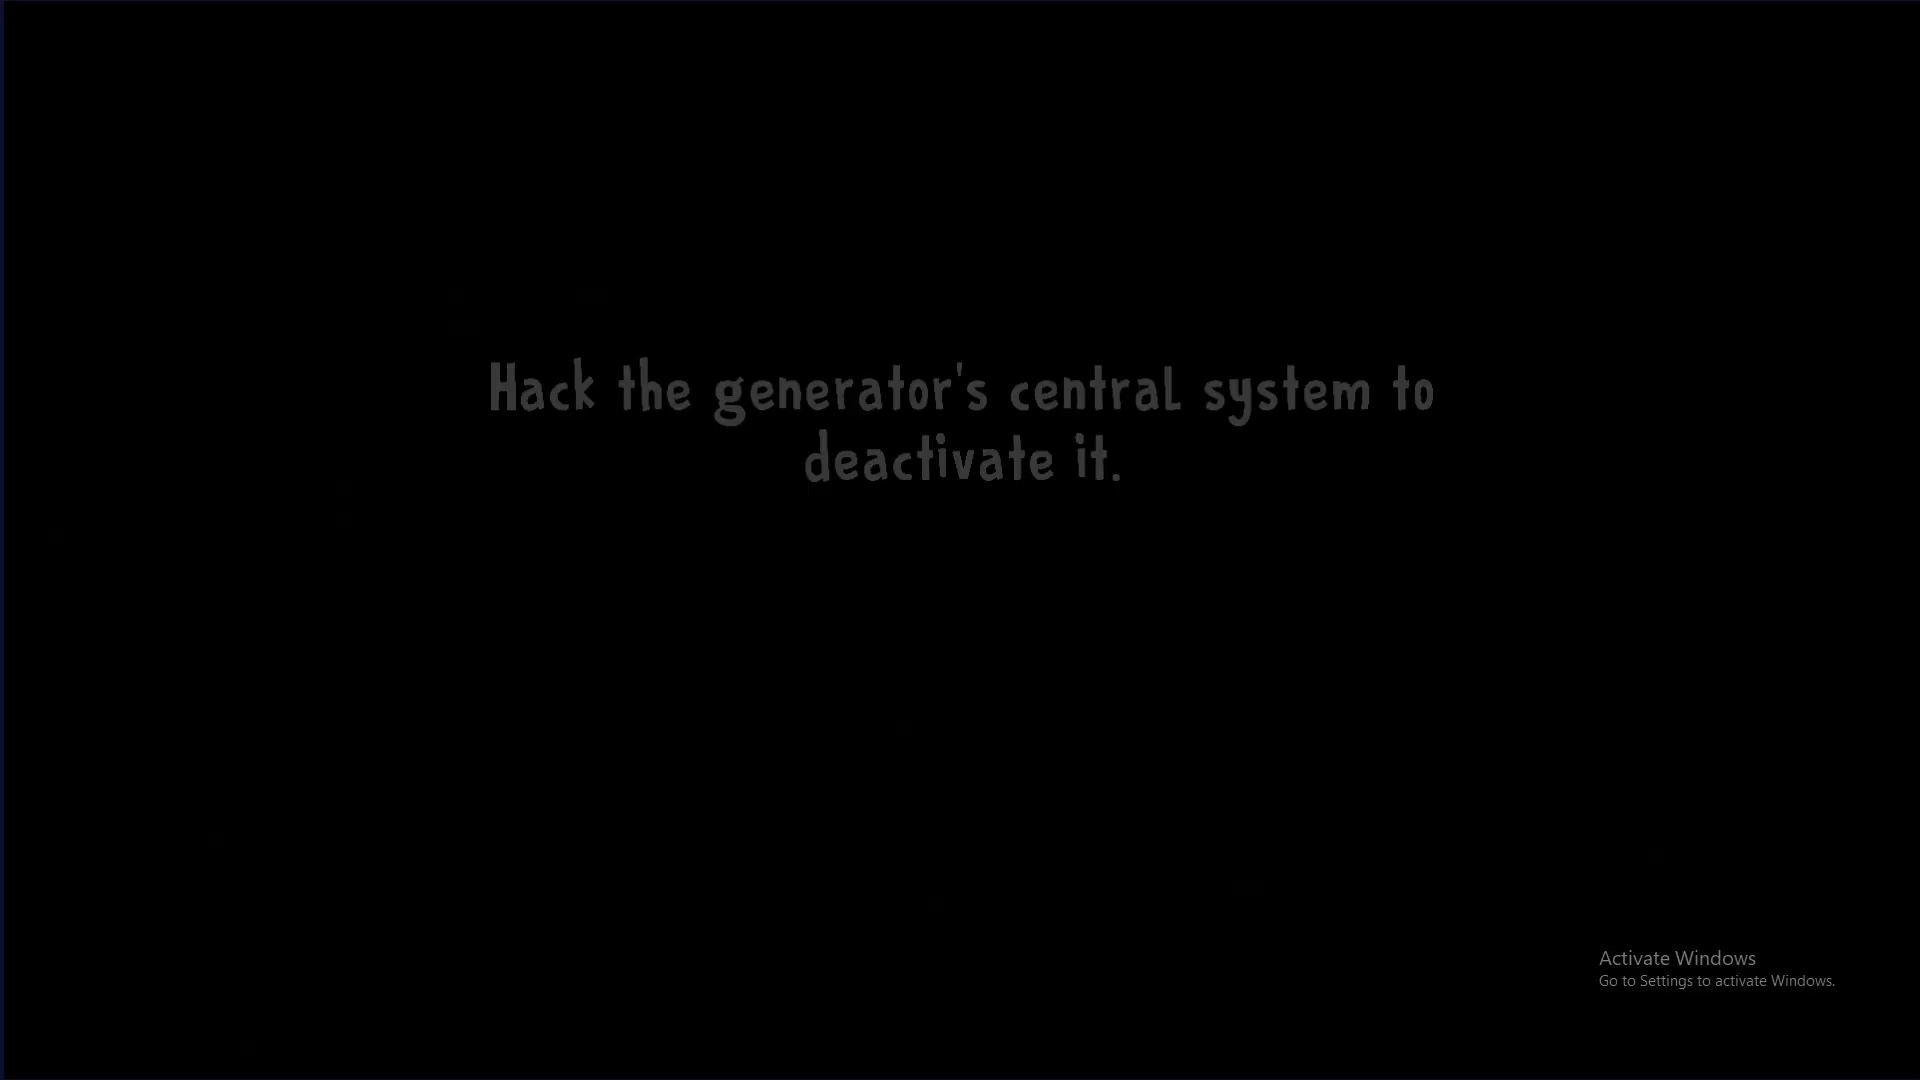 Hack the generator's central system to
deactivate it.
Activate Windows
Go to Settings to activate Windows.